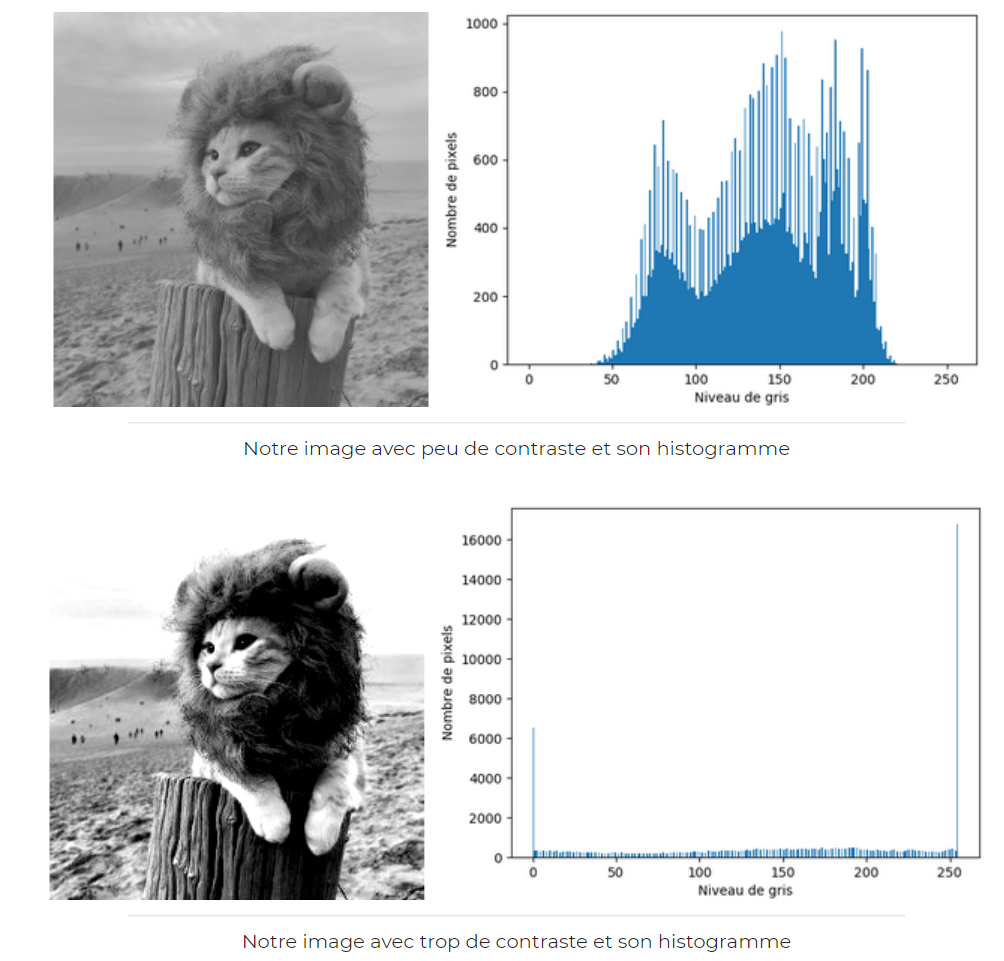 1000
800
600
400
200
0
Nombre de pixels
0 50 100 150 200 250
Niveau de gris
Notre image avec peu de contraste et son histogramme
16000
14000
12000
10000
8000
6000
4000
2000
0
Nombre de pixels
0 50 100 150 200 250
Niveau de gris
Notre image avec trop de contraste et son histogramme